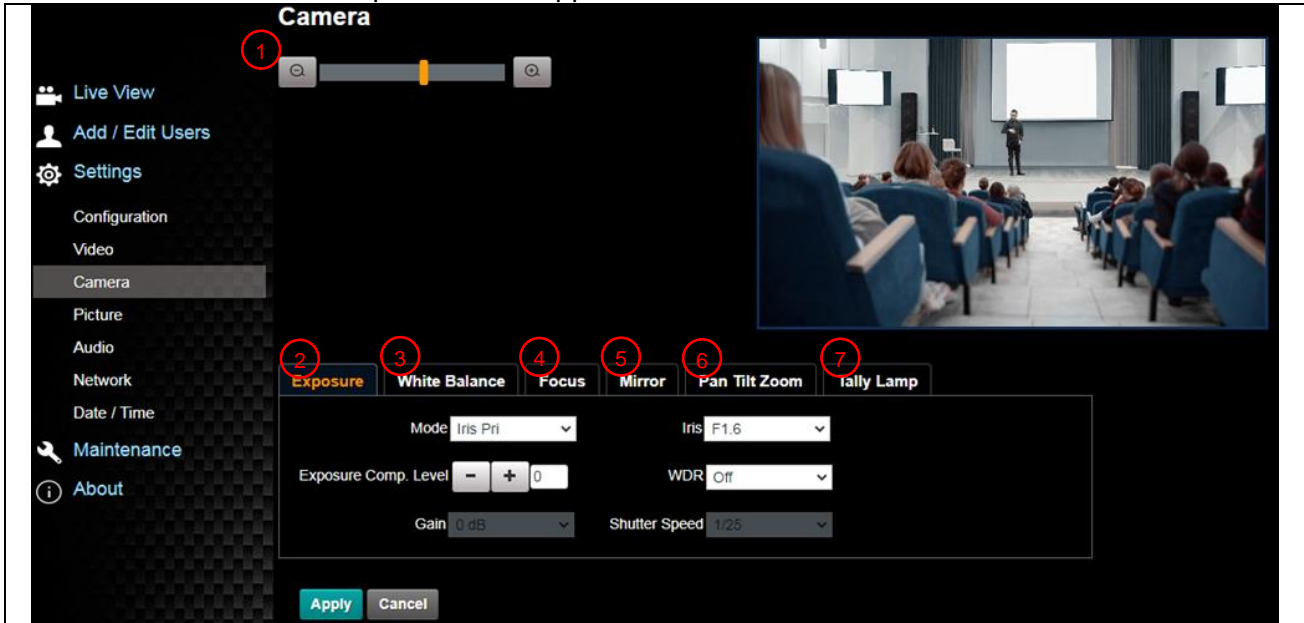 Camera
1
Live View
Add / Edit Users
Settings
Configuration
Video
Camera
Picture
Audio
Network
Date / Time
Maintenance
About
2 3 4 5 6 7
Exposure White Balance Focus Mirror Pan Tilt Zoom Tally Lamp
Mode Iris Pri Iris F1.6
Exposure Comp. Level - + 0 WDR Off
Gain 0 dB Shutter Speed 1/25
Apply Cancel